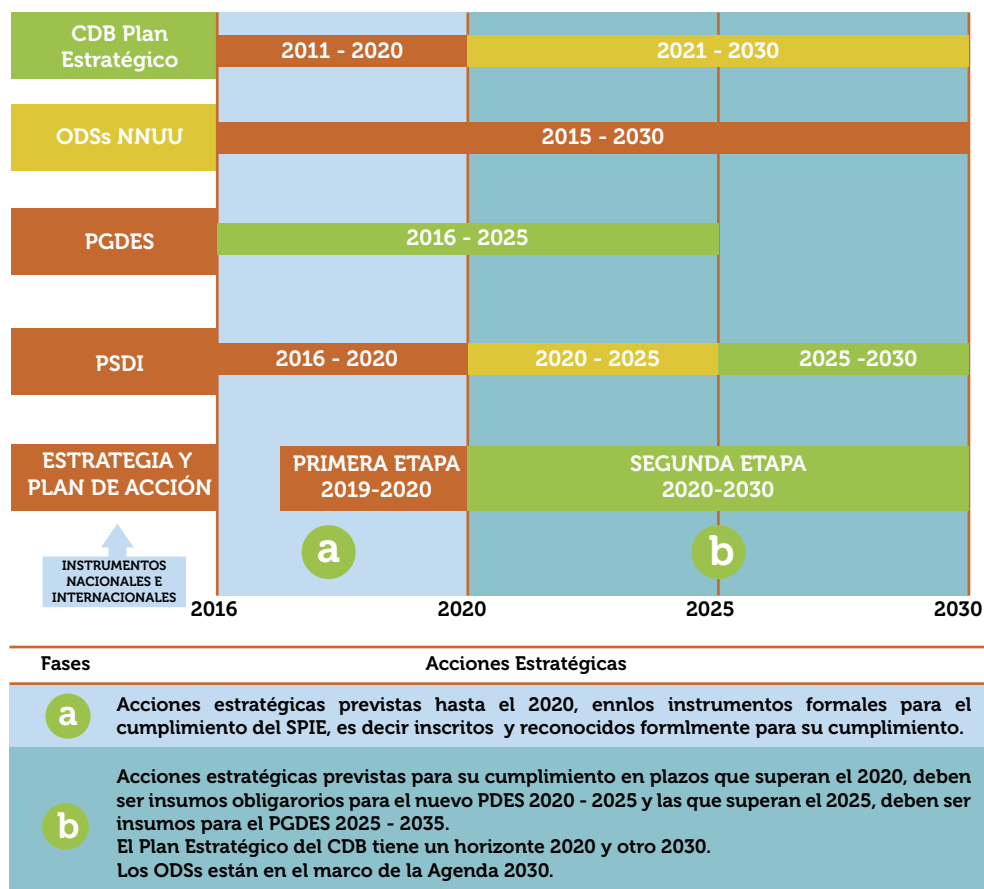 CDB Plan
Estratégico
2011 - 2020
2021 - 2030
ODSs NNUU
2015 - 2030
PGDES
2016 - 2025
PSDI
2016 - 2020
2020 - 2025
2025 -2030
ESTRATEGIA Y
PLAN DE ACCIÓN
PRIMERA ETAPA
2019-2020
SEGUNDA ETAPA
2020-2030
a
b
INSTRUMENTOS
NACIONALES E
INTERNACIONALES
2016
2020
2025
2030
Fases
Acciones Estratégicas
a
Acciones estratégicas previstas hasta el 2020, ennlos instrumentos formales para el
cumplimiento del SPIE, es decir inscritos y reconocidos formlmente para su cumplimiento.
b
Acciones estratégicas previstas para su cumplimiento en plazos que superan el 2020, deben
ser insumos obligarorios para el nuevo PDES 2020 - 2025 y las que superan el 2025, deben ser
insumos para el PGDES 2025 - 2035.
El Plan Estratégico del CDB tiene un horizonte 2020 y otro 2030.
Los ODSs están en el marco de la Agenda 2030.